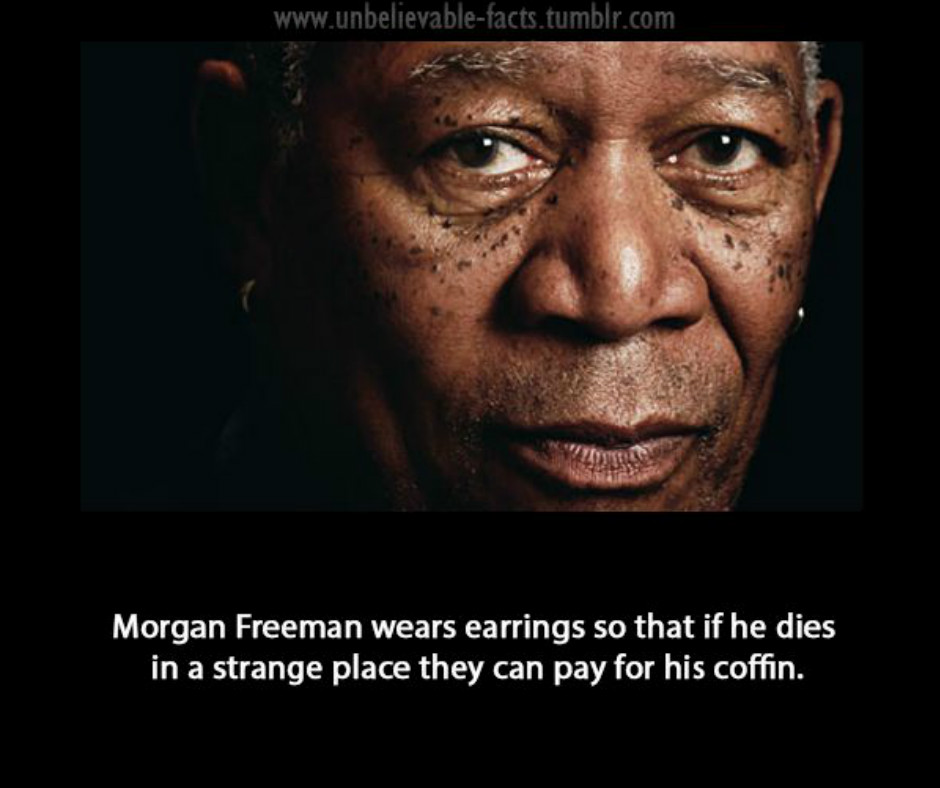 www.unbelievable-facts.tumblr.com
Morgan Freeman wears earrings so that if he dies
in a strange place they can pay for his coffin.